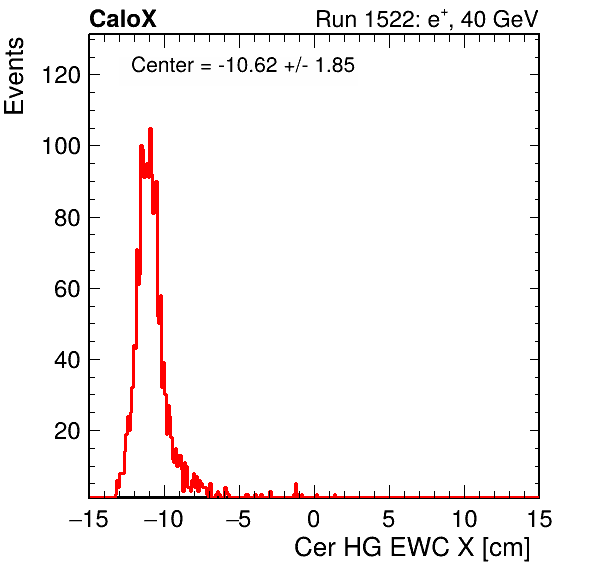 CaloX Run 1522: e⁺, 40 GeV
Center = -10.62 +/- 1.85
Events
120
100
80
60
40
20
−15 −10 −5 0 5 10 15
Cer HG EWC X [cm]